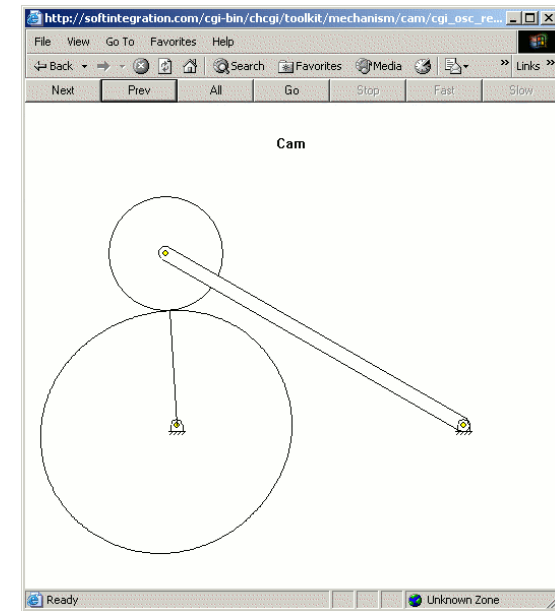 http://softintegration.com/cgi-bin/chcgi/toolkit/mechanism/cam/cgi_osc_re...
File View Go To Favorites Help
Back Search Favorites Media » Links »
Next Prev All Go Stop Fast Slow
Cam
Ready Unknown Zone